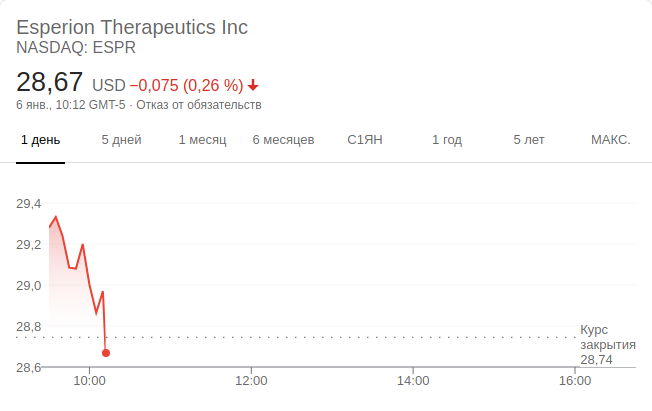 Esperion Therapeutics Inc
NASDAQ: ESPR
28,67 USD −0,075 (0,26 %)
6 янв., 10:12 GMT-5 · Отказ от обязательств
1 день 5 дней 1 месяц 6 месяцев С1ЯН 1 год 5 лет МАКС.
29,4
29,2
29,0
28,8
28,6
Курс
закрытия
28,74
10:00 12:00 14:00 16:00